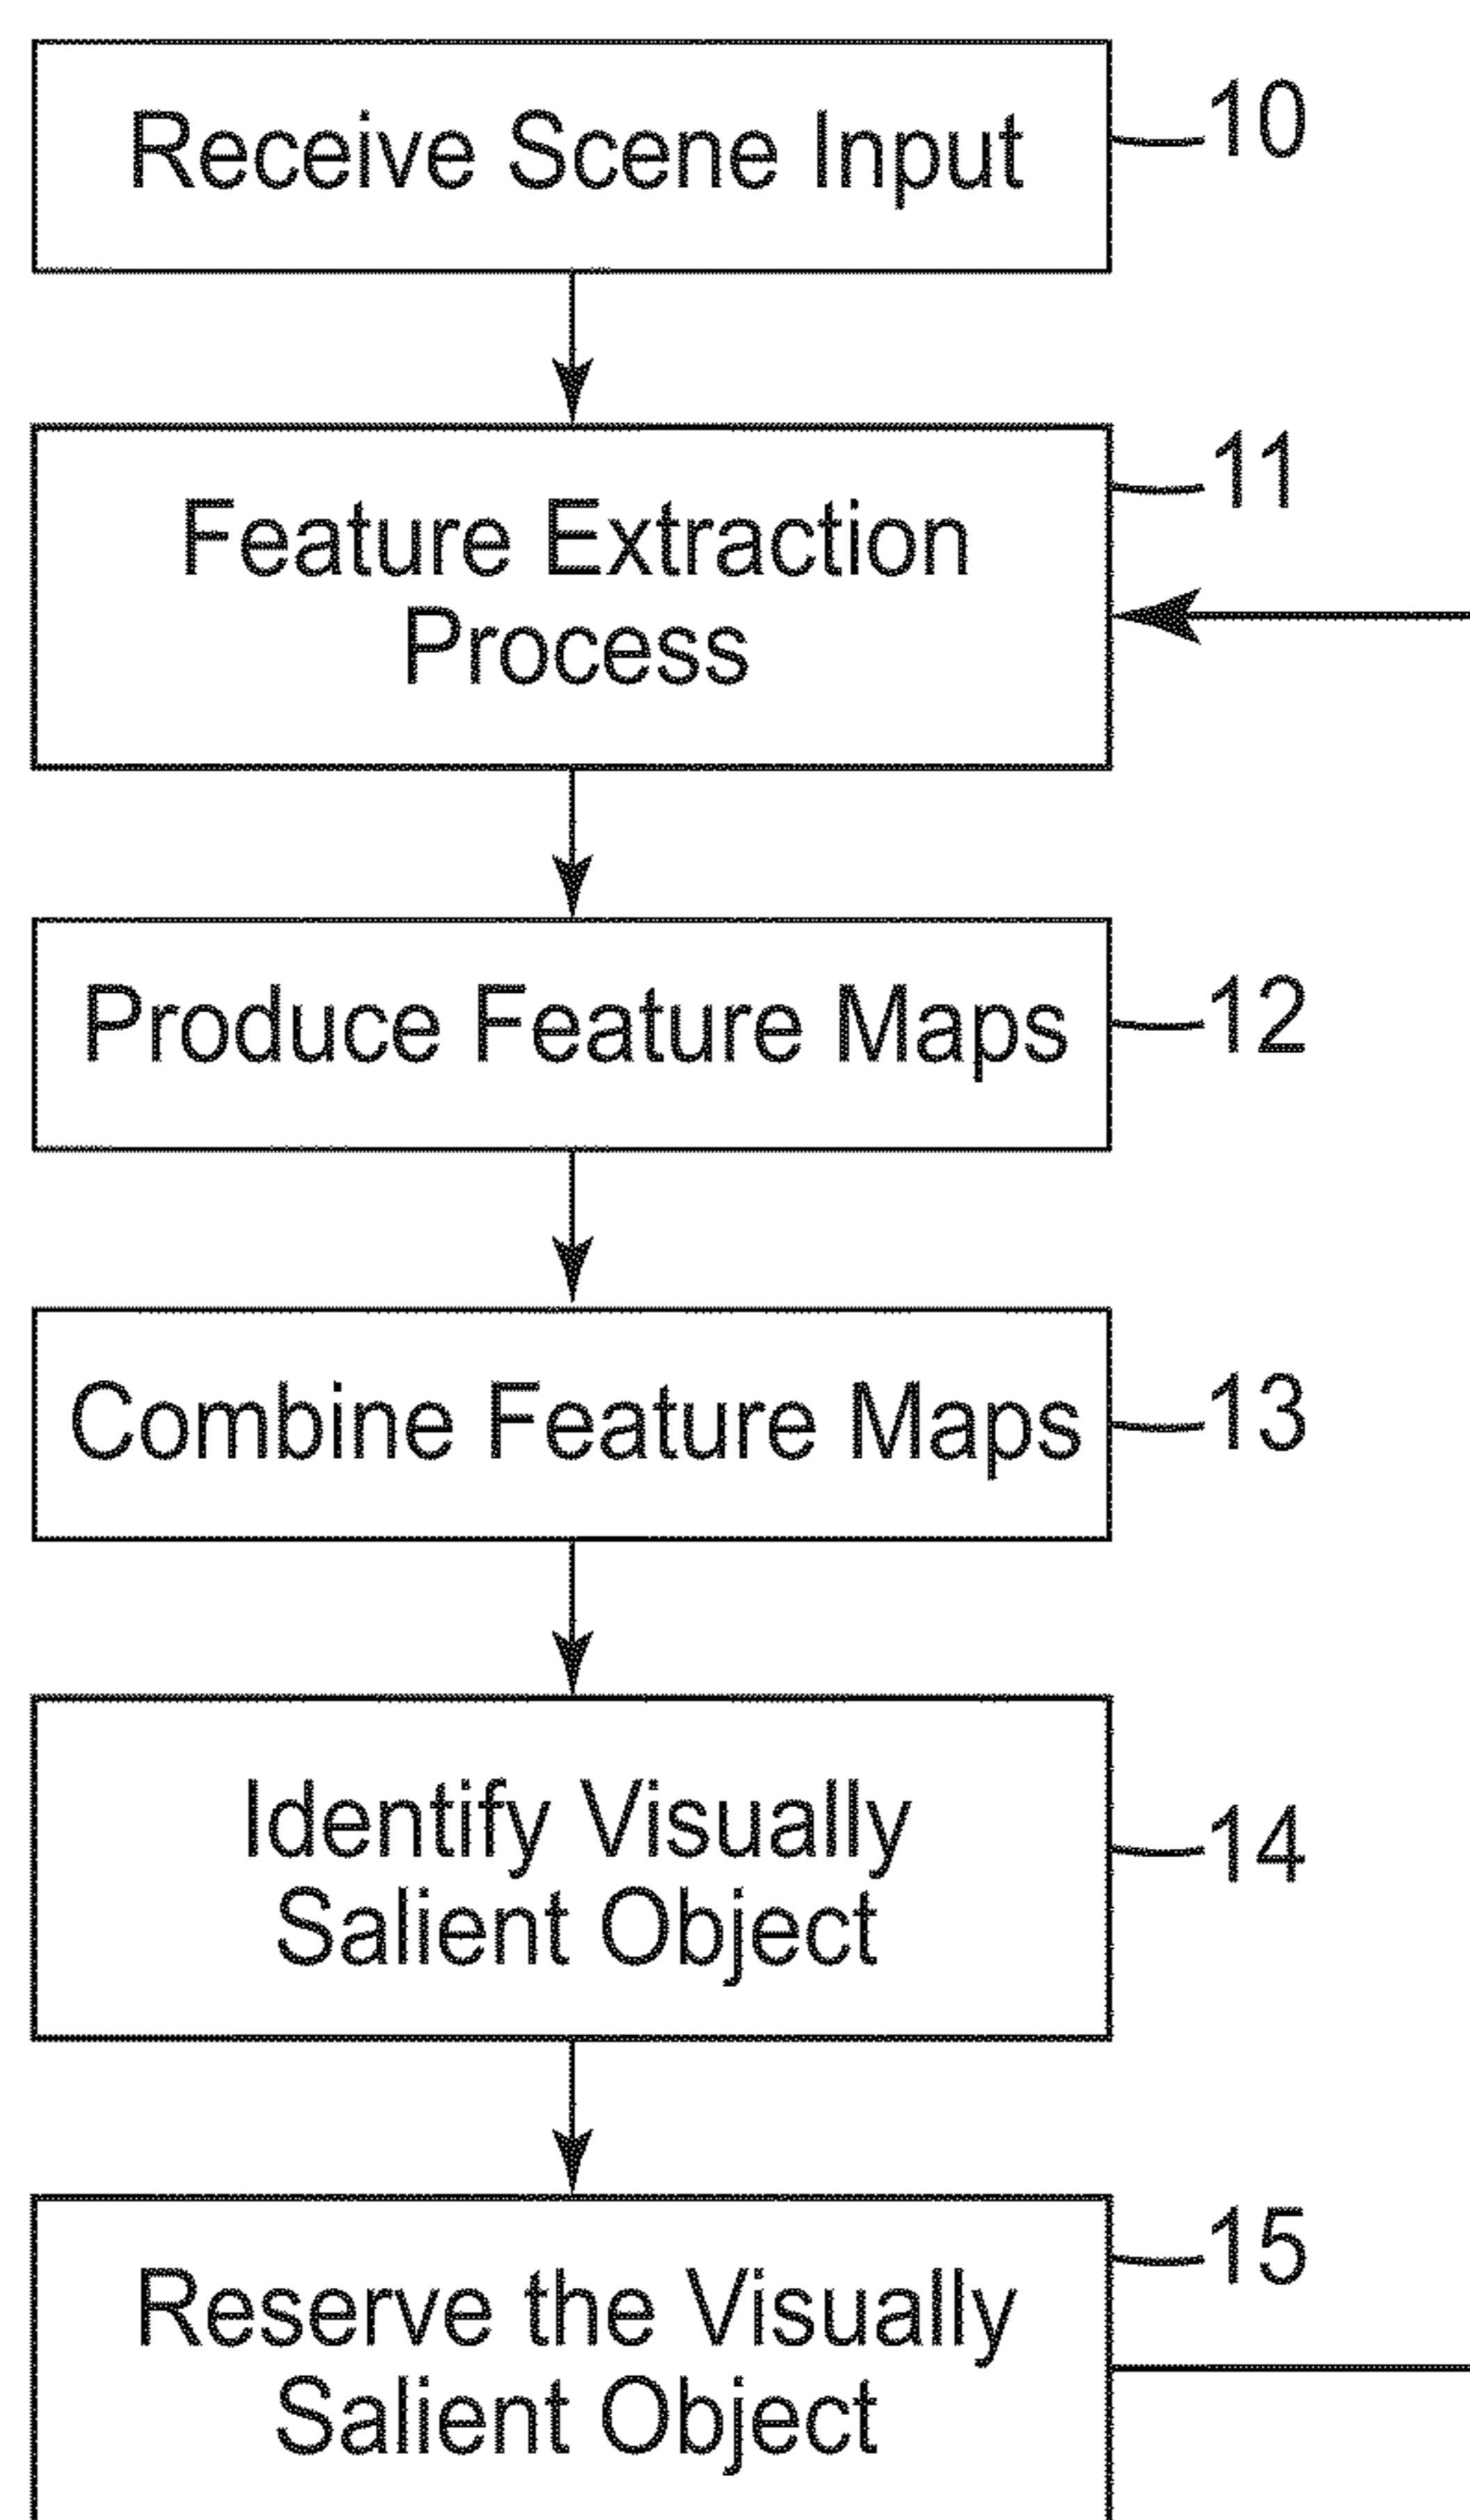 Receive Scene Input
10
Feature Extraction
Process
11
Produce Feature Maps
12
Combine Feature Maps
13
Identify Visually
Salient Object
14
Reserve the Visually
Salient Object
15